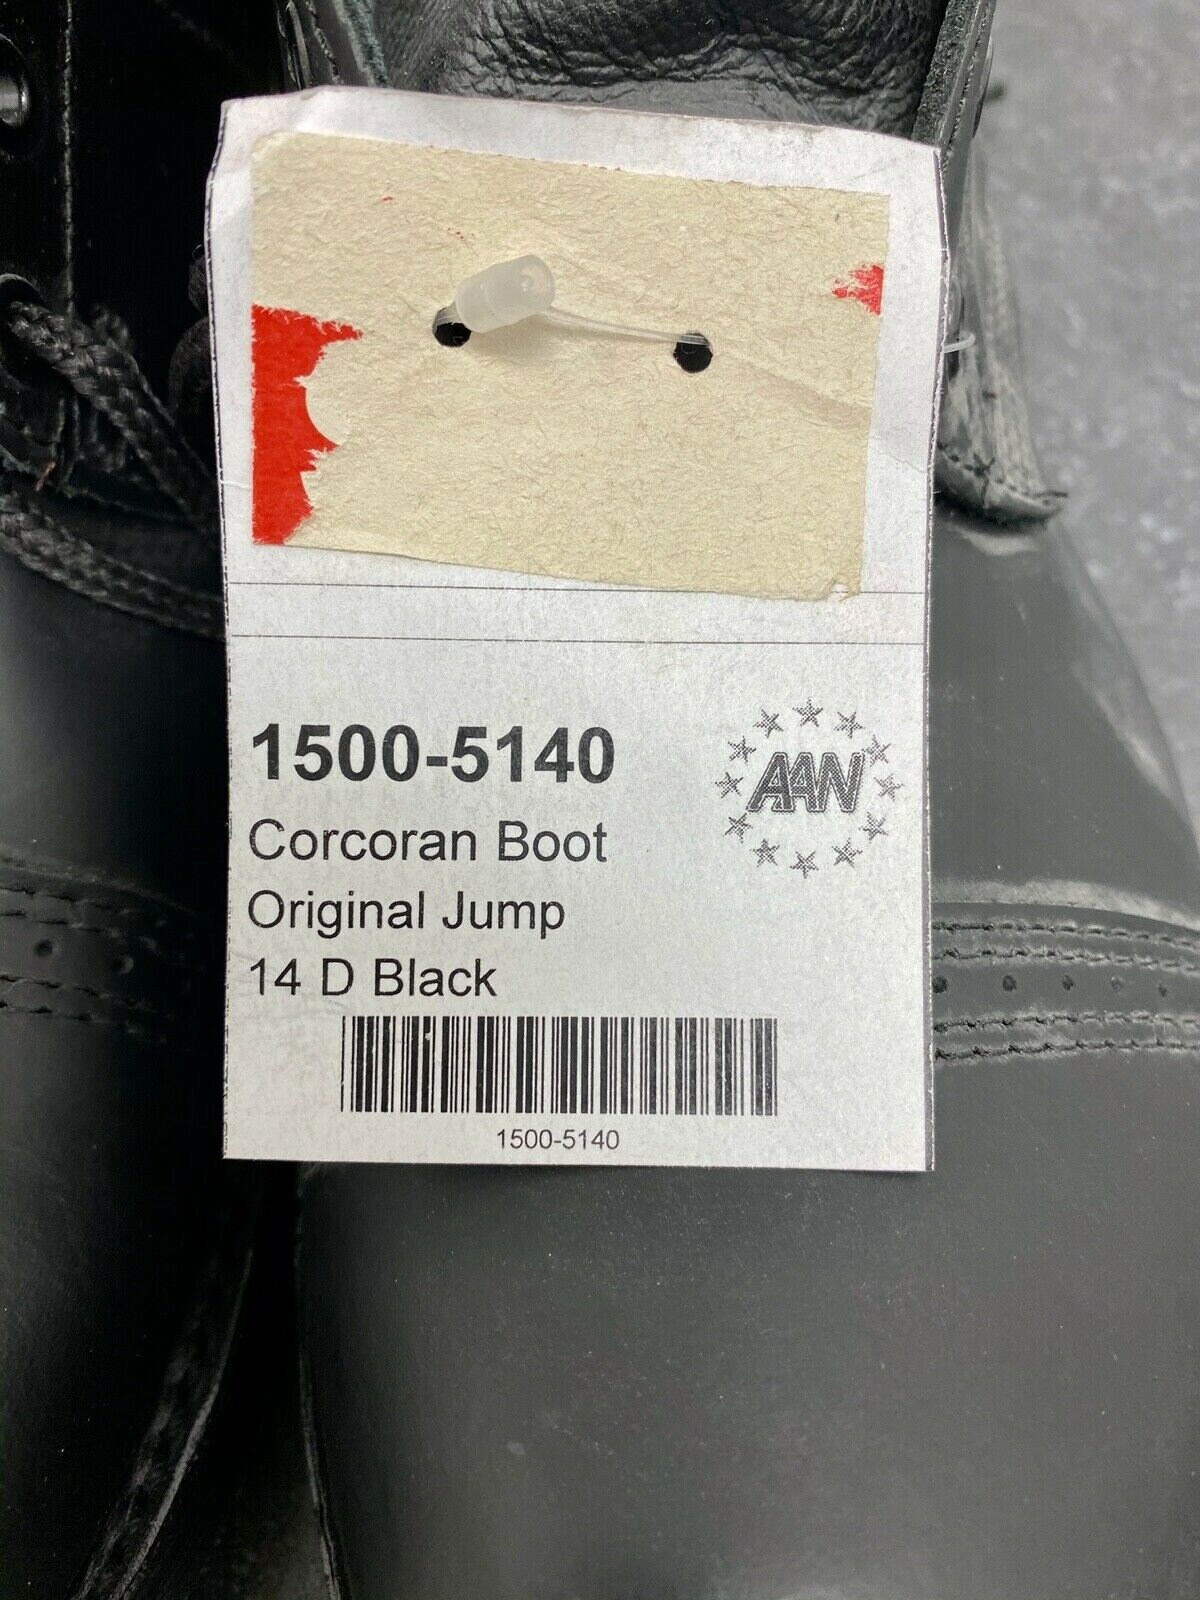 1500-5140
AAN
Corcoran Boot
Original Jump
14 D Black
1500-5140